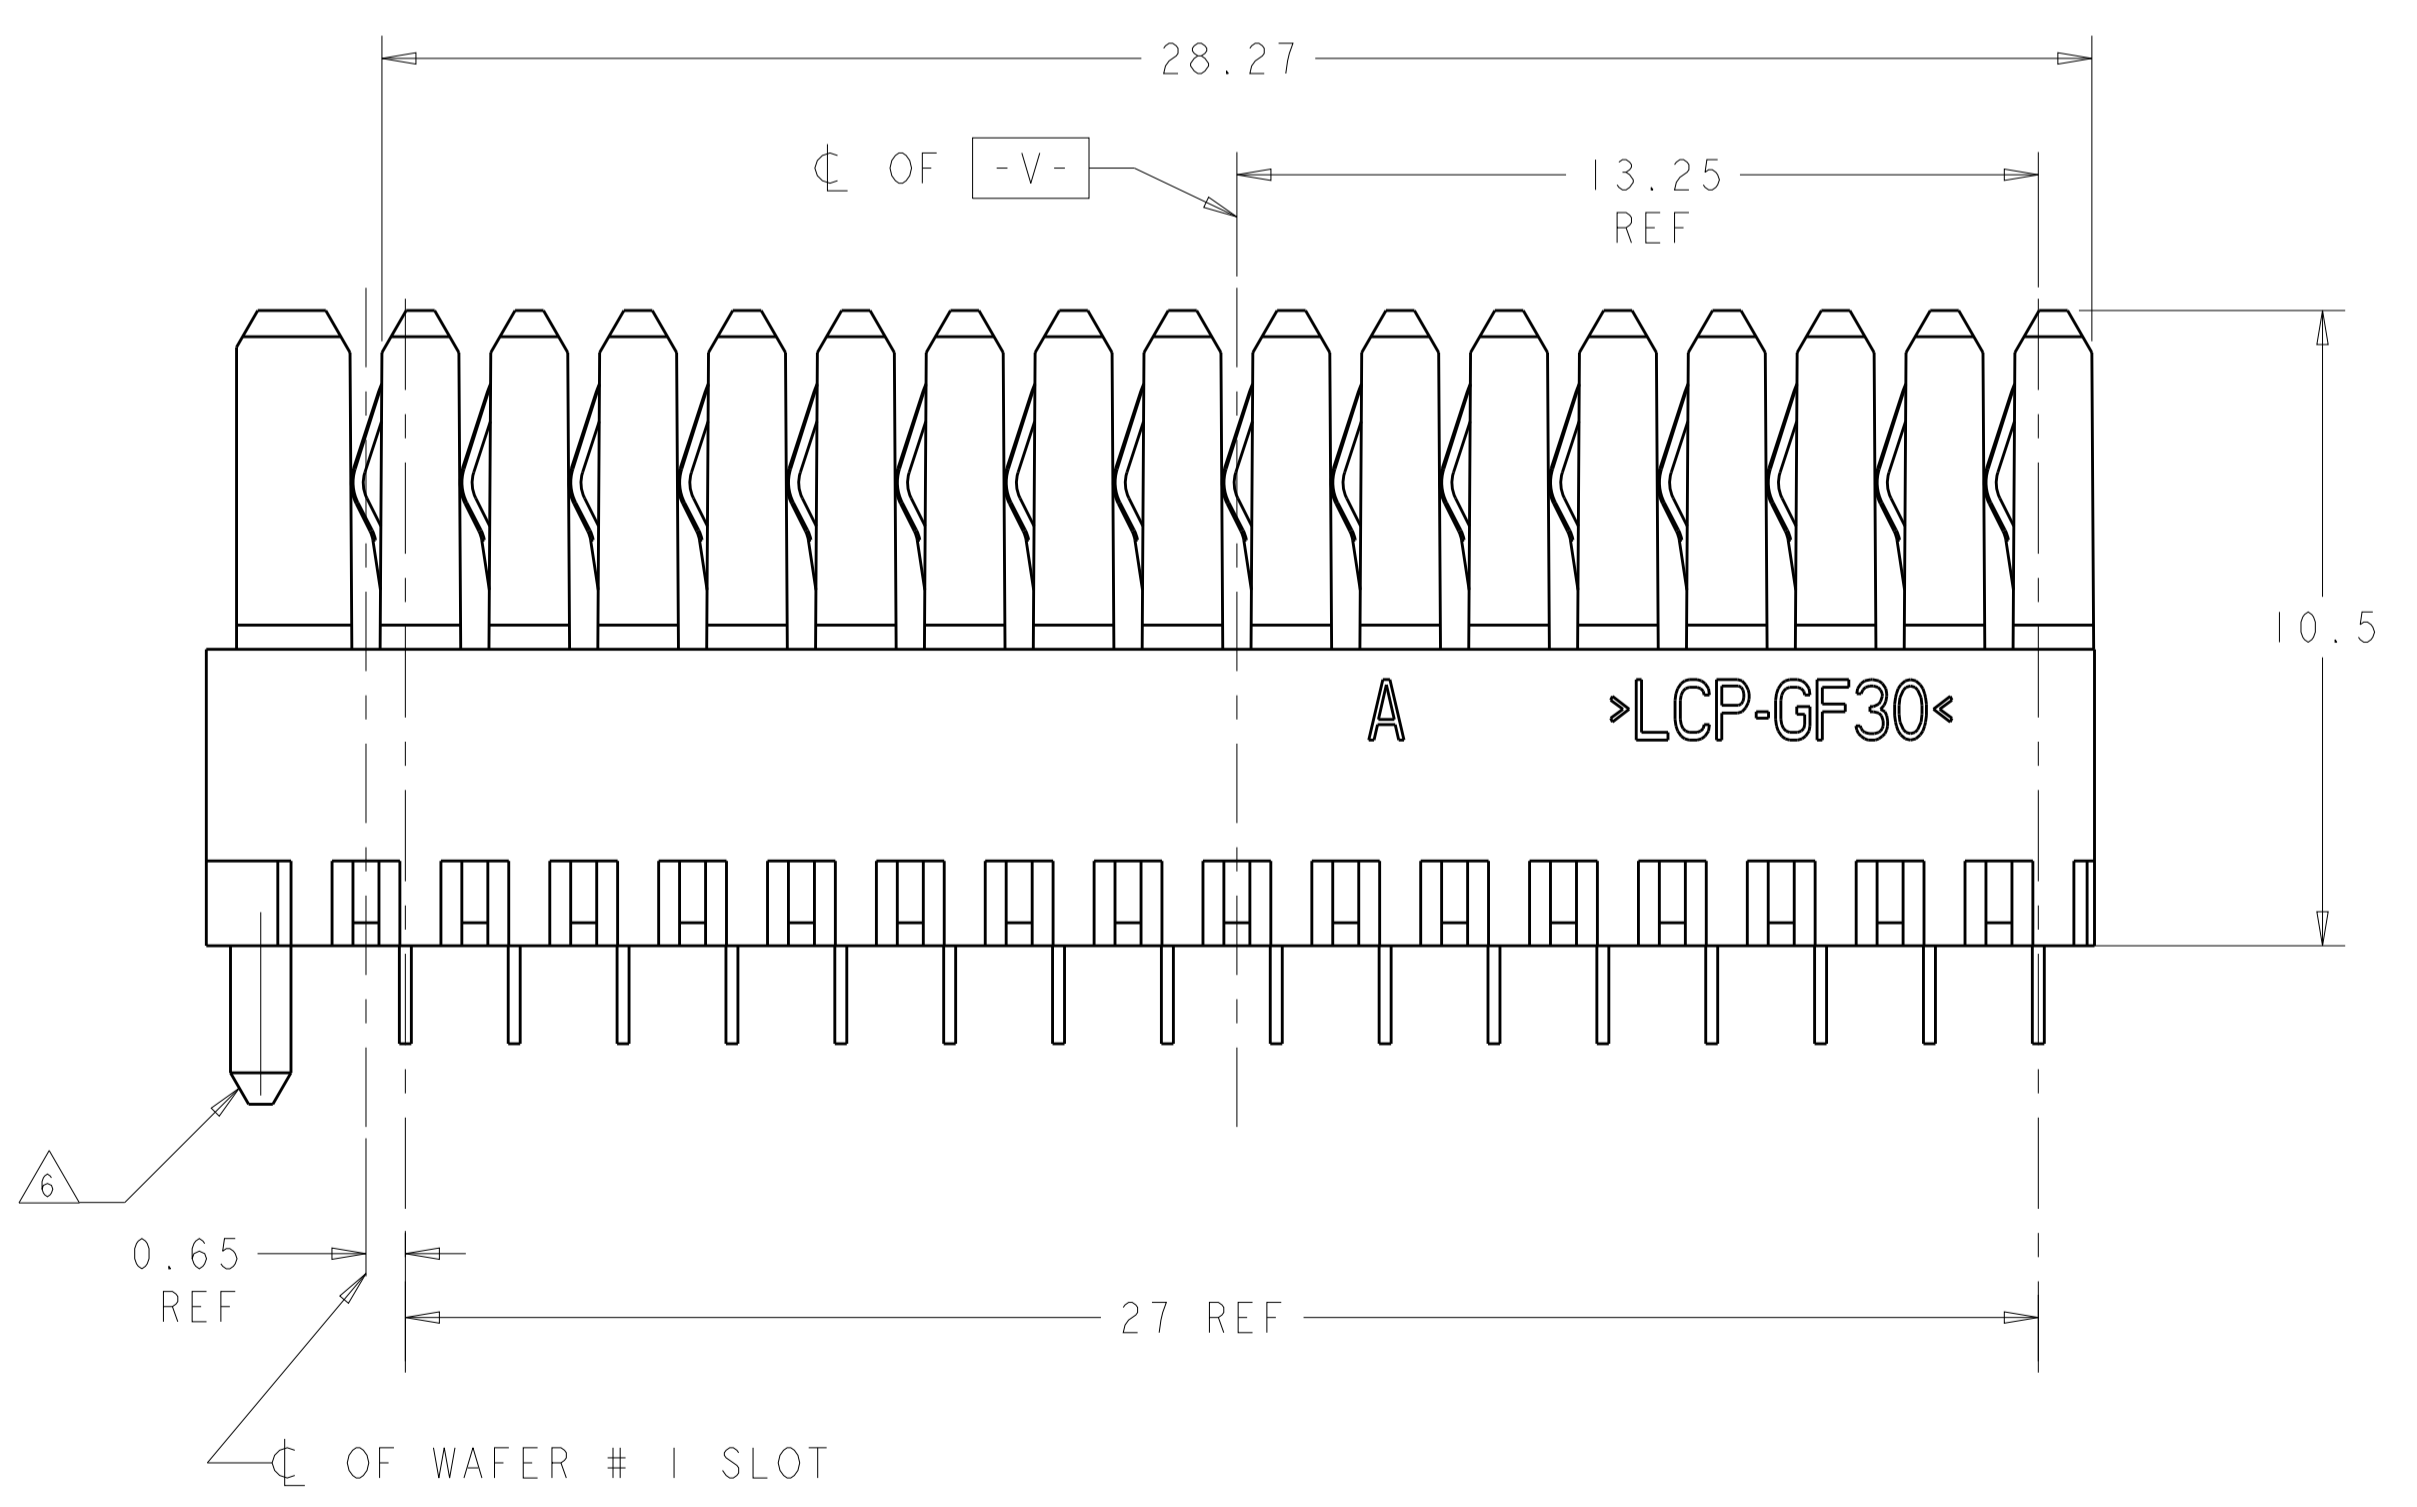 28.27
℄ OF -V-
13.25
REF
10.5
A
>LCP-GF30<
6
0.65
REF
27 REF
℄ OF WAFER # 1 SLOT